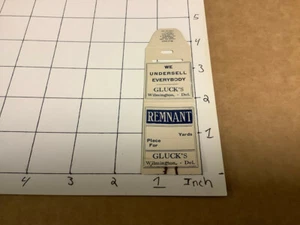 5
4
WE
UNDERSELL
EVERYBODY
3
GLUCK'S
Wilmington, - Del.
2
REMNANT
Yards
1
Piece
For
GLUCK'S
Wilmington, - Del.
4 3 2 1 Inch